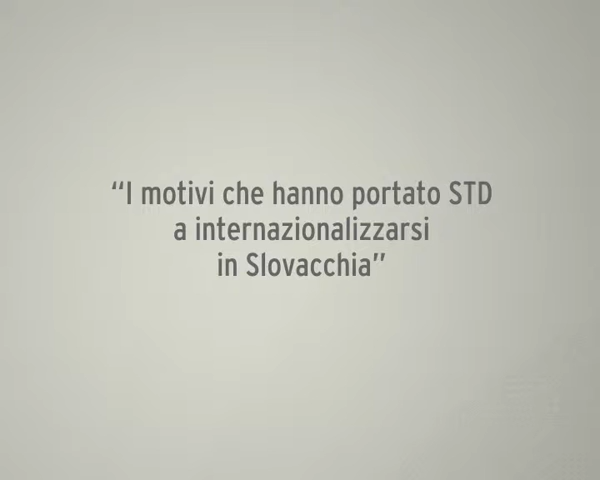 “I motivi che hanno portato STD
a internazionalizzarsi
in Slovacchia”